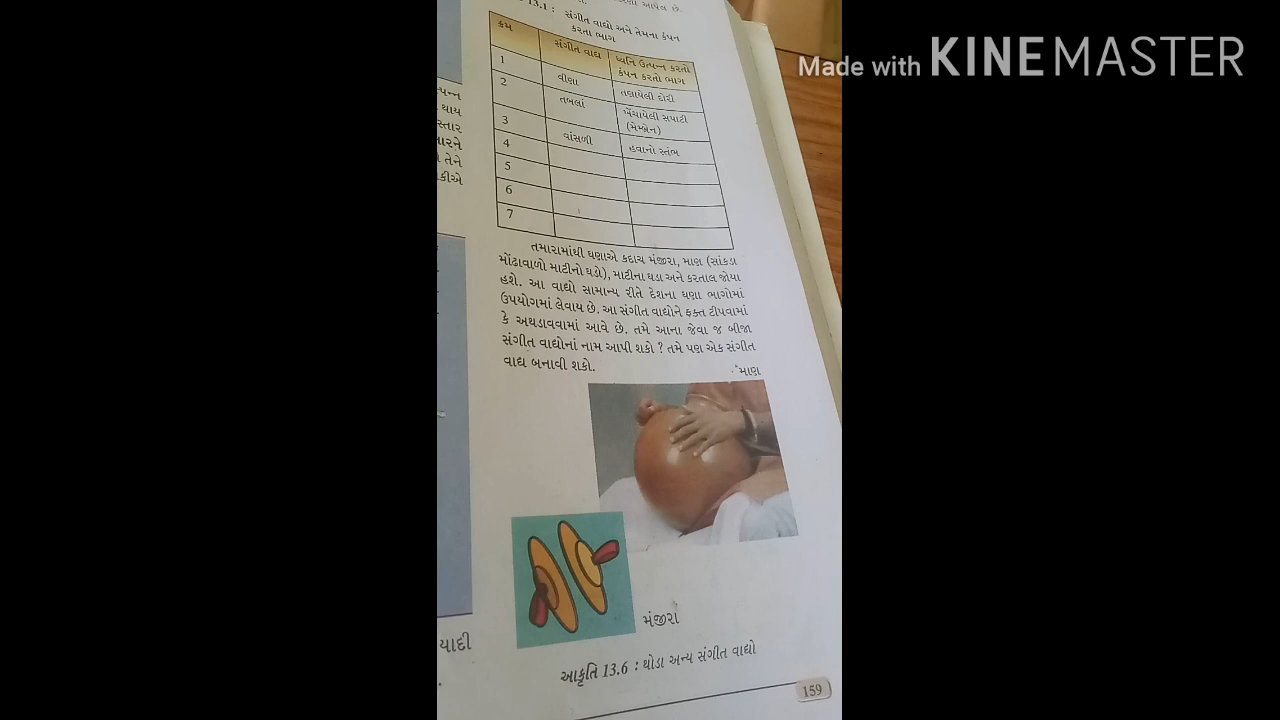 Made with KINEMASTER
13.1 : સંગીત વાદ્યો અને તેમના કંપન
કરતા ભાગ
ક્રમ સંગીત વાદ્ય ધ્વનિ ઉત્પન્ન કરતો
કંપન કરતો ભાગ
1 વીણા તણાયેલી દોરી
2 તબલાં ખેંચાયેલી સપાટી
(મેમ્બ્રેન)
3 વાંસળી હવાનો સ્તંભ
4
5
6
7
તમારામાંથી ઘણાએ કદાચ મંજીરા, માણ (સાંકડા
મોંઢાવાળો માટીનો ઘડો), માટીના ઘડા અને કરતાલ જોયા
હશે. આ વાદ્યો સામાન્ય રીતે દેશના ઘણા ભાગોમાં
ઉપયોગમાં લેવાય છે. આ સંગીત વાદ્યોને ફક્ત ટીપવામાં
કે અથડાવવામાં આવે છે. તમે આના જેવા જ બીજા
સંગીત વાદ્યોનાં નામ આપી શકો ? તમે પણ એક સંગીત
વાદ્ય બનાવી શકો.
માણ
મંજીરા
આકૃતિ 13.6 : થોડા અન્ય સંગીત વાદ્યો
159
થાય
તેને
યાદી